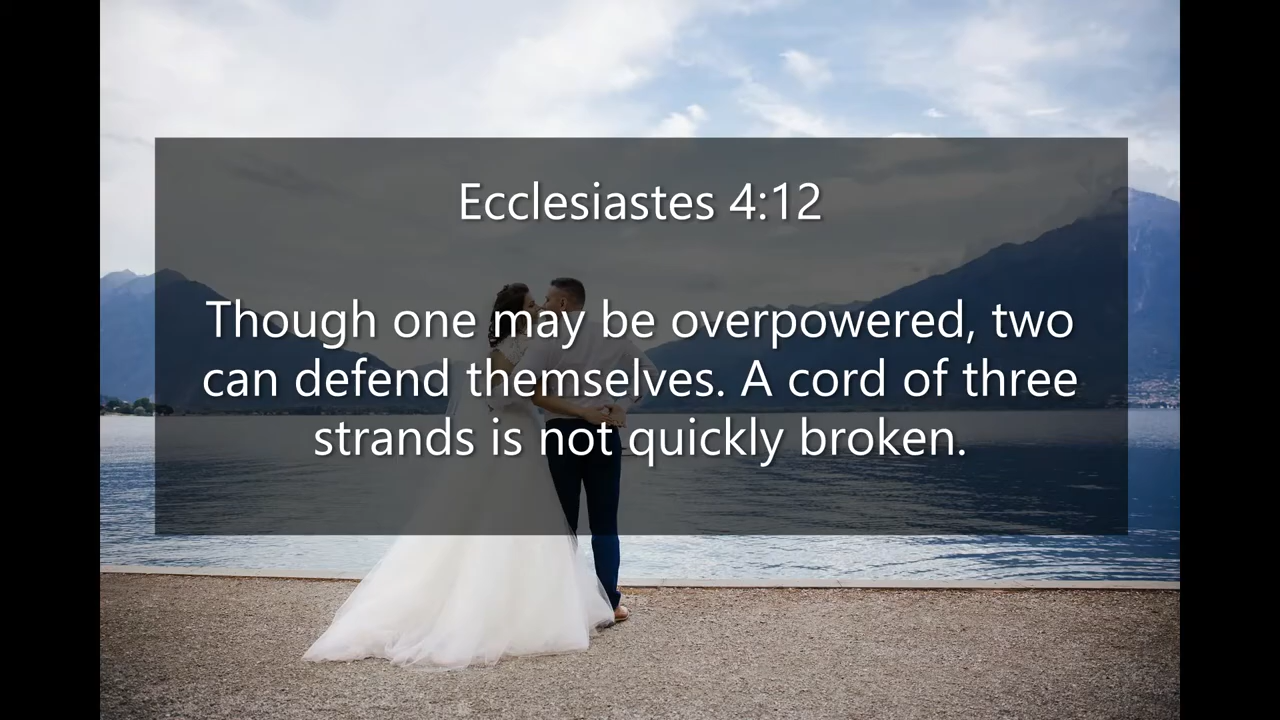 Ecclesiastes 4:12
Though one may be overpowered, two
can defend themselves. A cord of three
strands is not quickly broken.